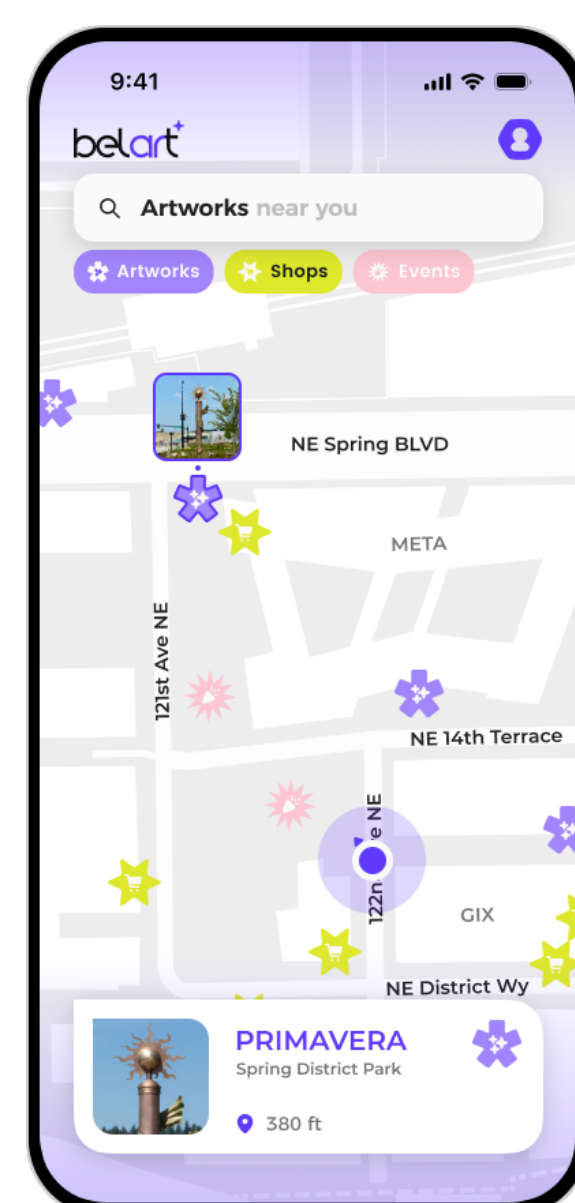 9:41
belart
Artworks near you
Artworks Shops Events
NE Spring BLVD
META
121st Ave NE
NE 14th Terrace
GIX
NE District Wy
PRIMAVERA
Spring District Park
380 ft